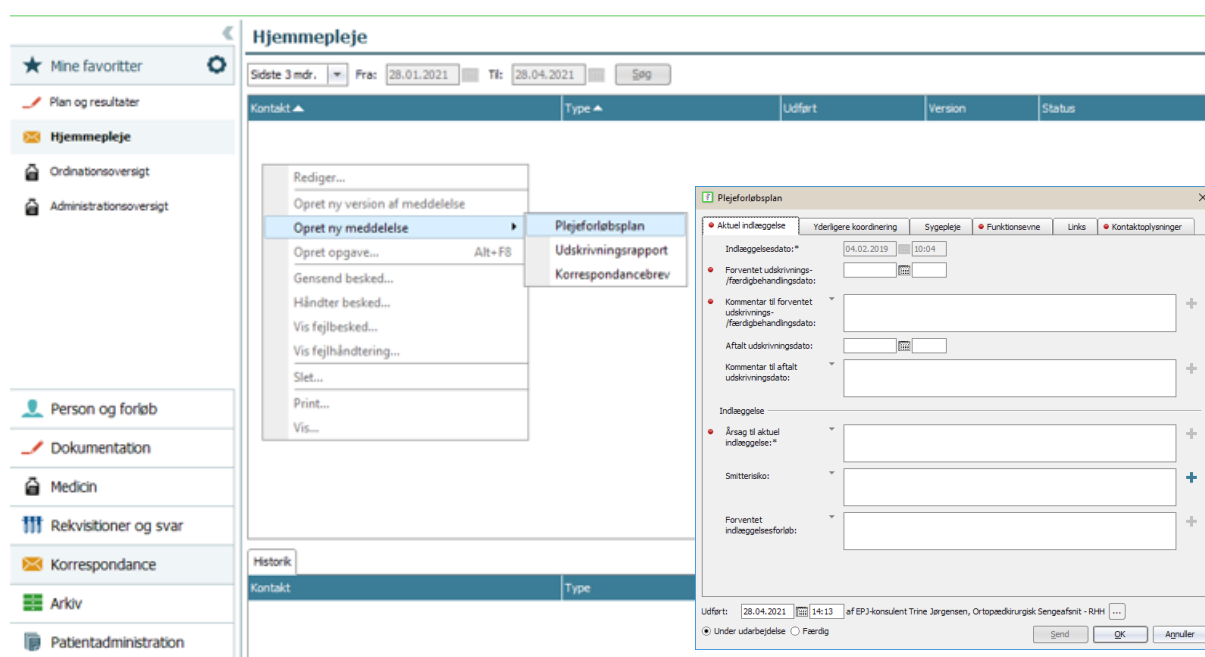 Mine favoritter
Plan og resultater
Hjemmepleje
Ordinationsoversigt
Administrationsoversigt
Person og forløb
Dokumentation
Medicin
Rekvisitioner og svar
Korrespondance
Arkiv
Patientadministration
Hjemmepleje
Sidste 3 mdr. Fra: 28.01.2021 Til: 28.04.2021 Søg
Kontakt Type Udført Version Status
Rediger...
Opret ny version af meddelelse
Opret ny meddelelse
Opret opgave... Alt+F8
Gensend besked...
Håndter besked...
Vis fejlbesked...
Vis fejlhåndtering...
Slet...
Print...
Vis...
Plejeforløbsplan
Udskrivningsrapport
Korrespondancebrev
Historik
Kontakt Type
Plejeforløbsplan
Aktuel indlæggelse Yderligere koordinering Sygepleje Funktionsevne Links Kontaktoplysninger
Indlæggelsesdato:* 04.02.2019 10:04
Forventet udskrivnings-
/færdigbehandlingsdato:
Kommentar til forventet
udskrivnings-
/færdigbehandlingsdato:
Aftalt udskrivningsdato:
Kommentar til aftalt
udskrivningsdato:
Indlæggelse
Årsag til aktuel
indlæggelse:*
Smitterisiko:
Forventet
indlæggelsesforløb:
Udført: 28.04.2021 14:13 af EPJ-konsulent Trine Jørgensen, Ortopædkirurgisk Sengeafsnit - RHH ...
Under udarbejdelse Færdig Send OK Annuller